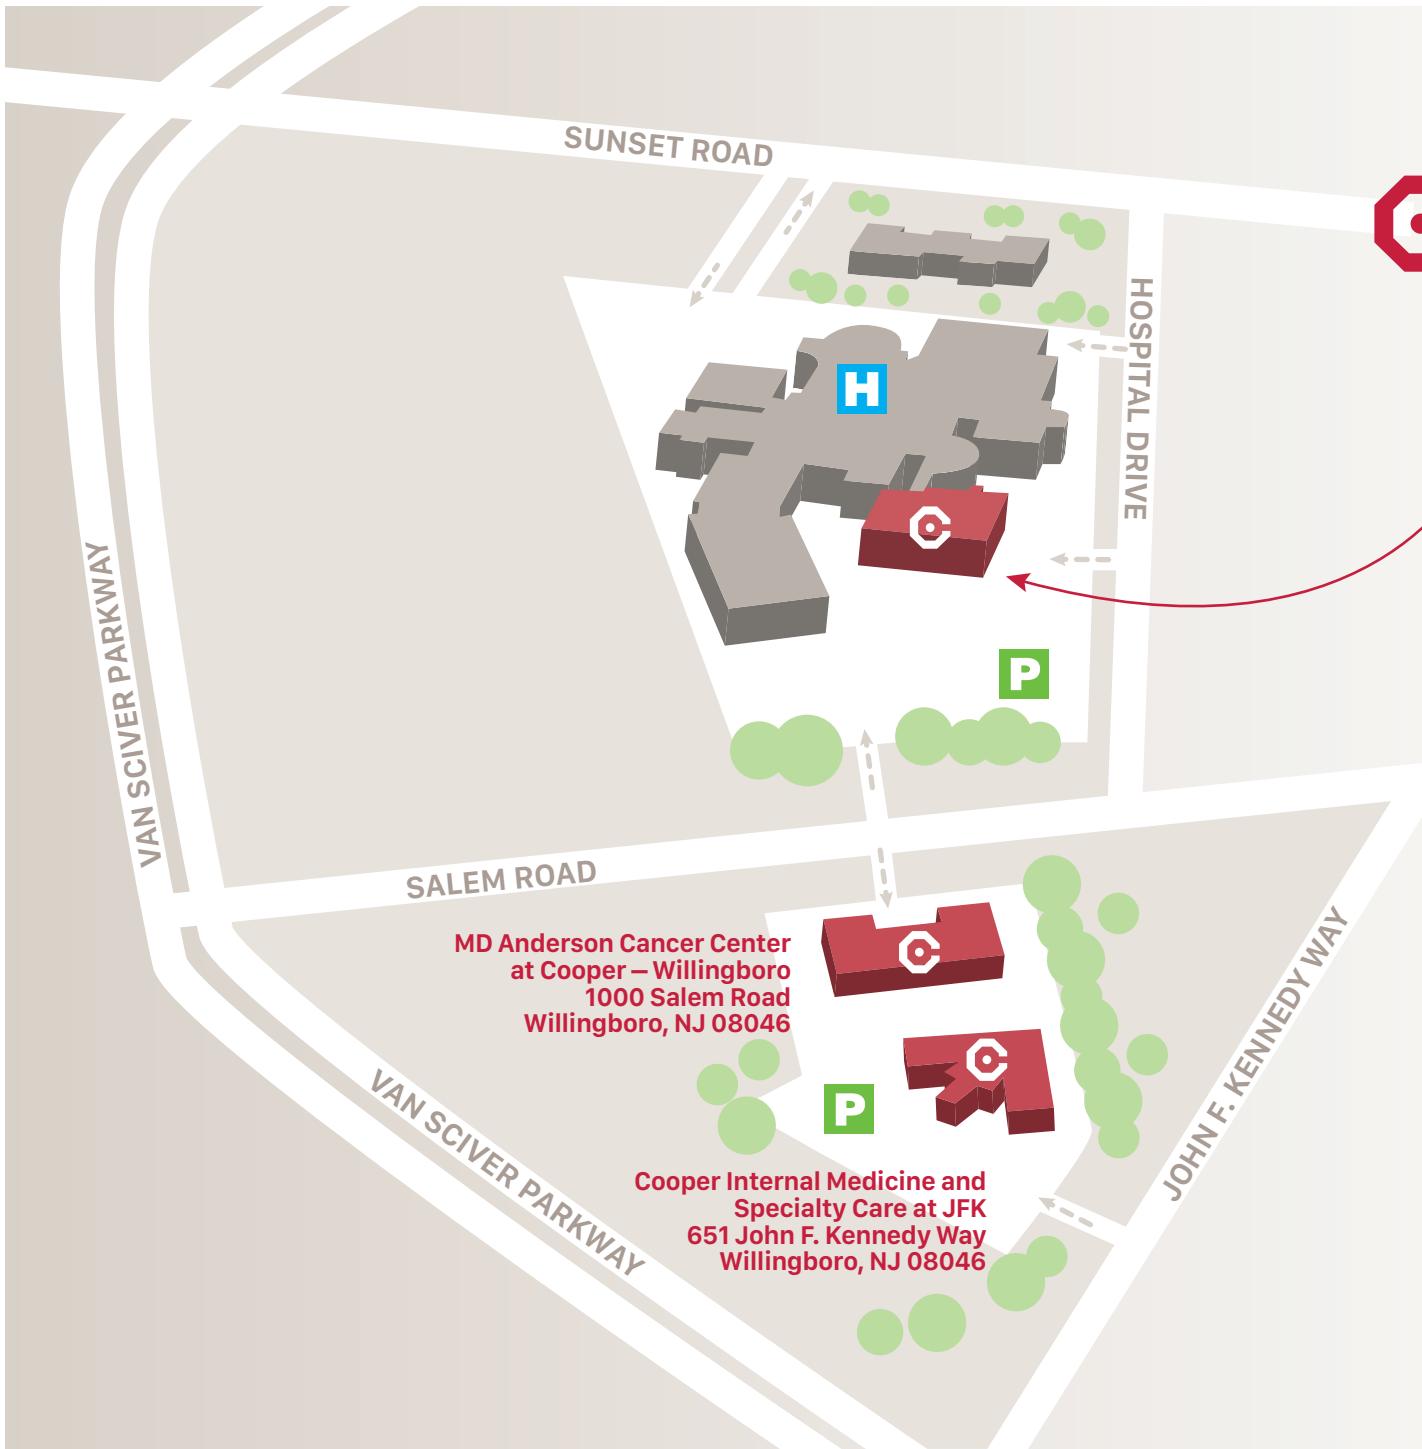 SUNSET ROAD
HOSPITAL DRIVE
H
P
VAN SCIVER PARKWAY
SALEM ROAD
MD Anderson Cancer Center
at Cooper – Willingboro
1000 Salem Road
Willingboro, NJ 08046
JOHN F. KENNEDY WAY
P
VAN SCIVER PARKWAY
Cooper Internal Medicine and
Specialty Care at JFK
651 John F. Kennedy Way
Willingboro, NJ 08046